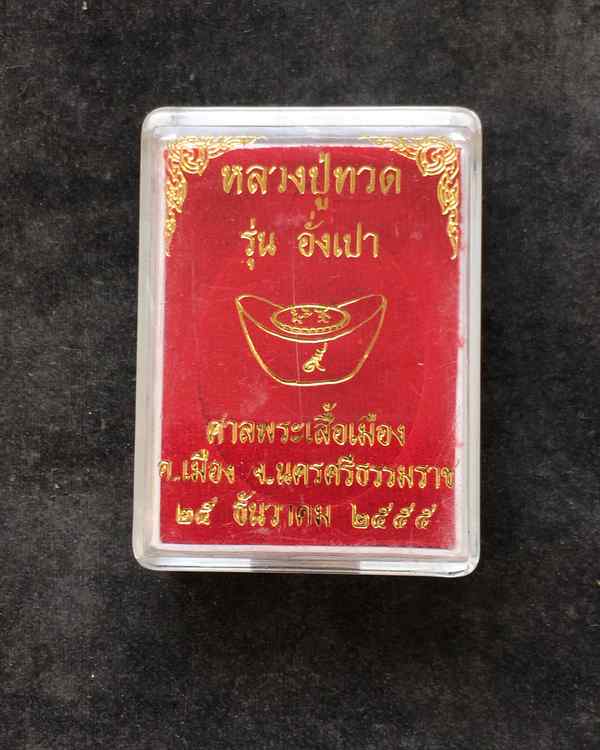 หลวงปู่ทวด
รุ่น อั่งเปา
ศาลพระเสื้อเมือง
ต.เมือง จ.นครศรีธรรมราช
๒๕ ธันวาคม ๒๕๕๕